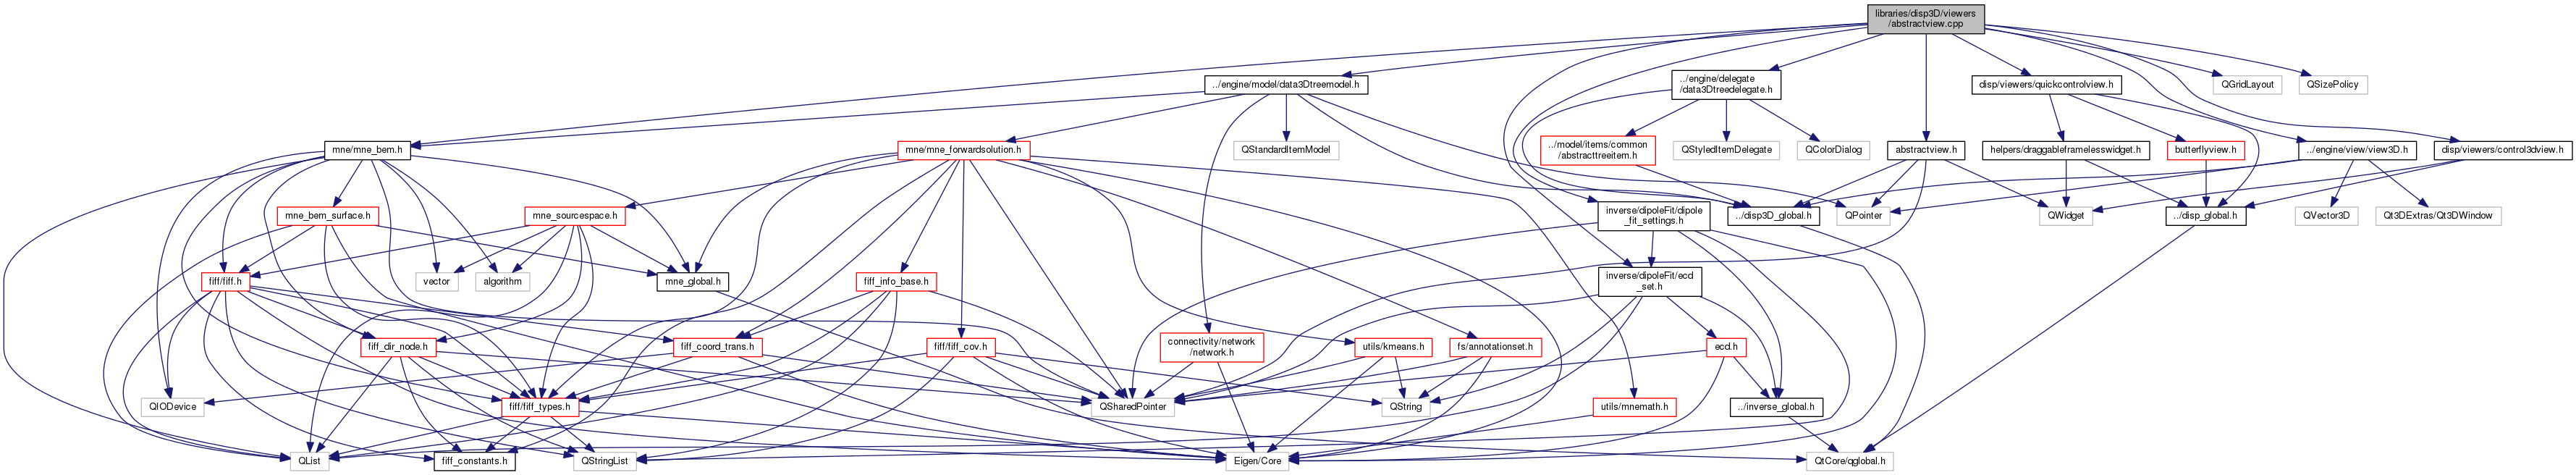 libraries/disp3D/viewers
/abstractview.cpp
../engine/model/data3Dtreemodel.h
../engine/delegate
/data3Dtreedelegate.h
disp/viewers/quickcontrolview.h
QGridLayout
QSizePolicy
mne/mne_bem.h
mne/mne_forwardsolution.h
QStandardItemModel
../model/items/common
/abstracttreeitem.h
QStyledItemDelegate
QColorDialog
abstractview.h
helpers/draggableframelesswidget.h
butterflyview.h
../engine/view/view3D.h
disp/viewers/control3dview.h
mne_bem_surface.h
mne_sourcespace.h
inverse/dipoleFit/dipole
_fit_settings.h
../disp3D_global.h
QPointer
QWidget
../disp_global.h
QVector3D
Qt3DExtras/Qt3DWindow
fiff/fiff.h
vector
algorithm
mne_global.h
fiff_info_base.h
inverse/dipoleFit/ecd
_set.h
fiff_dir_node.h
fiff_coord_trans.h
fiff/fiff_cov.h
connectivity/network
/network.h
utils/kmeans.h
fs/annotationset.h
ecd.h
QIODevice
fiff/fiff_types.h
QSharedPointer
QString
utils/mnemath.h
../inverse_global.h
QList
fiff_constants.h
QStringList
Eigen/Core
QtCore/qglobal.h